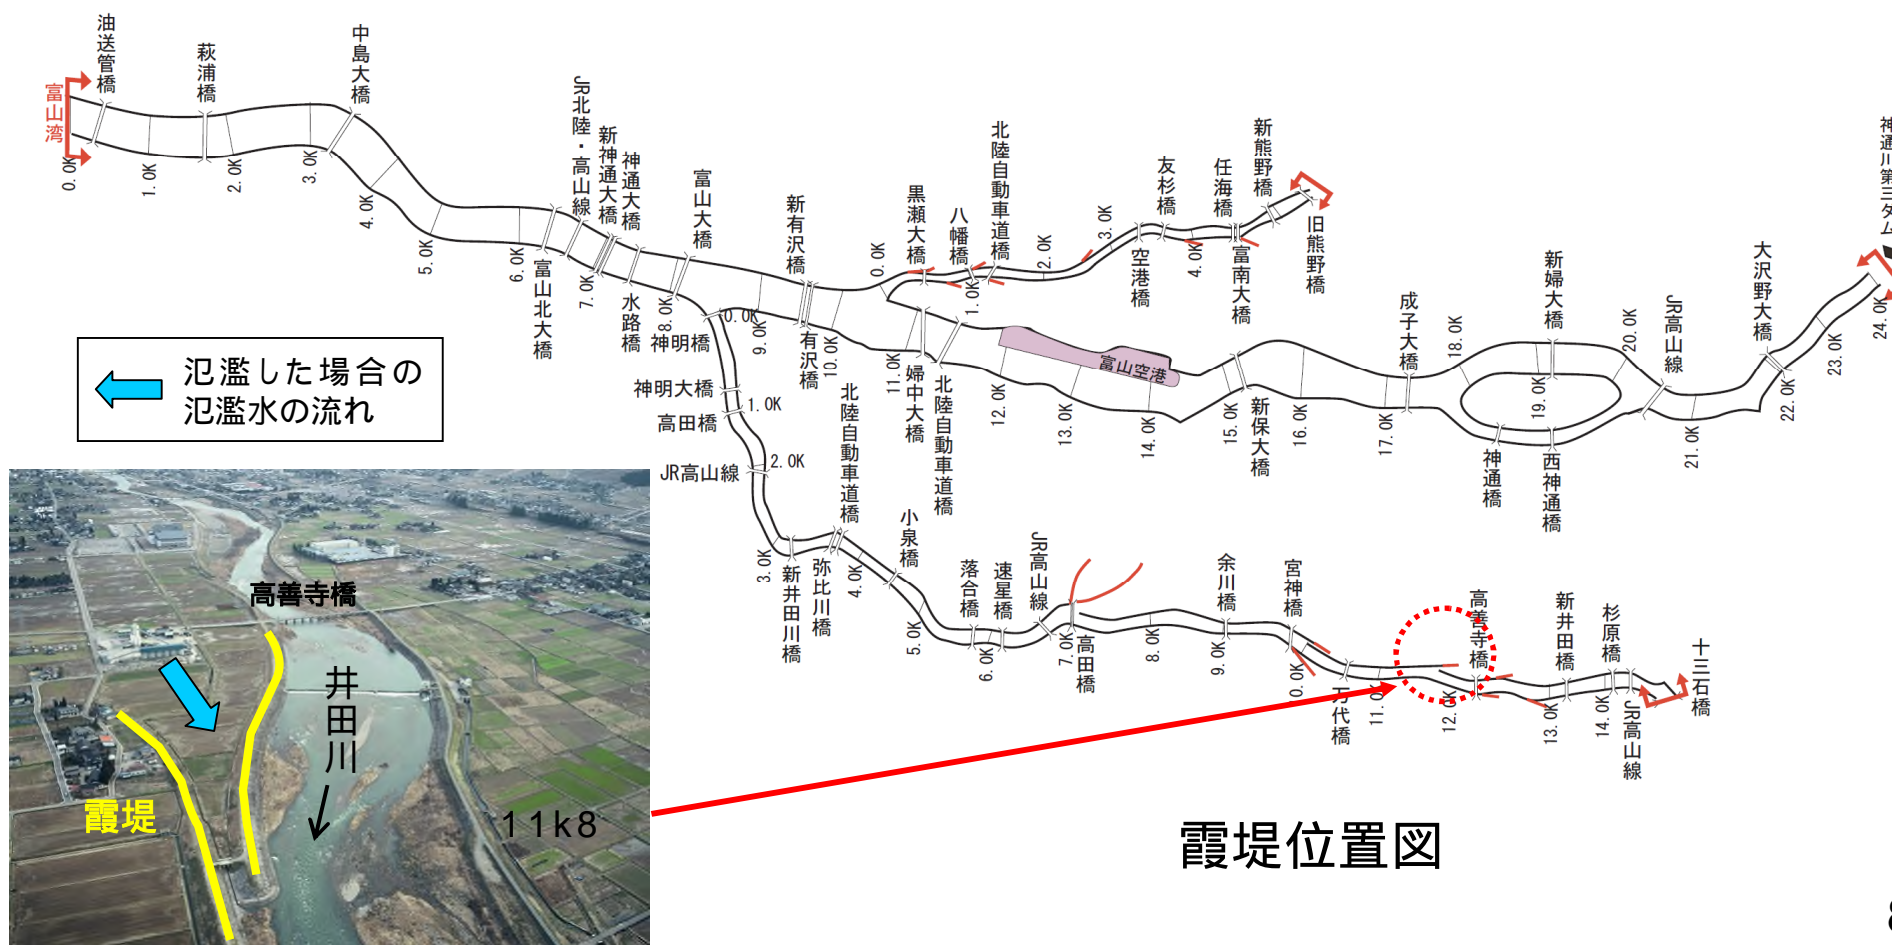 油送管橋
萩浦橋
中島大橋
JR北陸・高山線
新神通大橋
神通大橋
富山大橋
新有沢橋
黒瀬大橋
八幡橋
北陸自動車道橋
友杉橋
任海橋
新熊野橋
旧熊野橋
富山湾
0.0K
1.0K
2.0K
3.0K
4.0K
5.0K
6.0K
富山北大橋
7.0K
水路橋
8.0K
神明橋
0.0K
9.0K
有沢橋
10.0K
11.0K
婦中大橋
北陸自動車道橋
0.0K
1.0K
2.0K
3.0K
空港橋
4.0K
富南大橋
富山空港
12.0K
13.0K
14.0K
15.0K
新保大橋
16.0K
17.0K
成子大橋
18.0K
新婦大橋
19.0K
20.0K
JR高山線
神通橋
西神通橋
21.0K
大沢野大橋
22.0K
23.0K
24.0K
神通川第三ダム
氾濫した場合の
氾濫水の流れ
神明大橋
1.0K
高田橋
JR高山線
2.0K
北陸自動車道橋
3.0K
新井田川橋
弥比川橋
4.0K
小泉橋
5.0K
落合橋
6.0K
速星橋
JR高山線
7.0K
高田橋
8.0K
余川橋
9.0K
宮神橋
0.0K
万代橋
11.0K
高善寺橋
12.0K
新井田橋
13.0K
杉原橋
14.0K
JR高山線
十三石橋
高善寺橋
井田川
霞堤
11k8
霞堤位置図